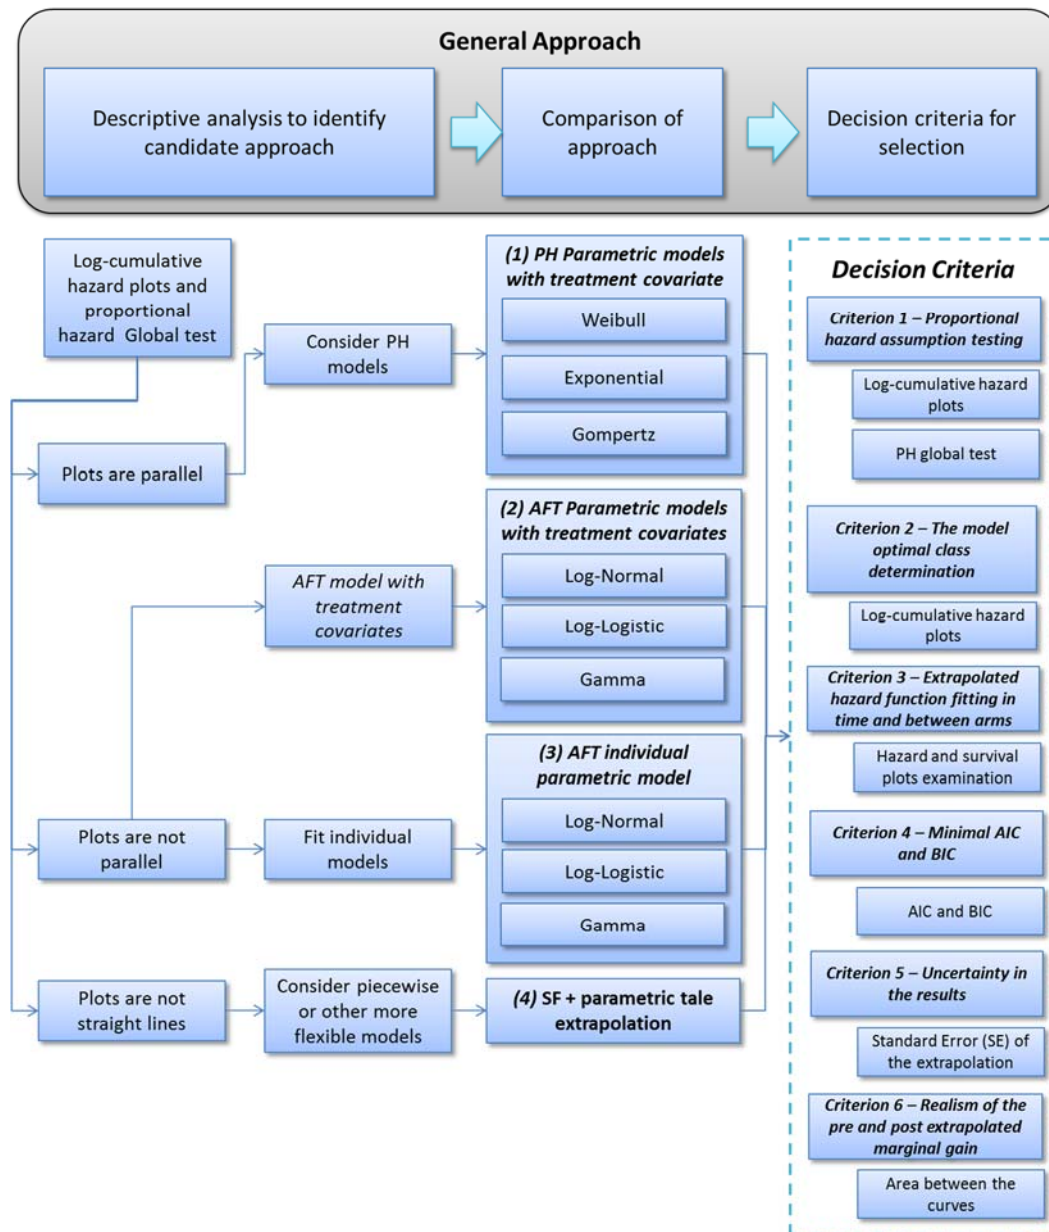 General Approach
Descriptive analysis to identify
candidate approach
Comparison of
approach
Decision criteria for
selection
Log-cumulative
hazard plots and
proportional
hazard Global test
Plots are parallel
Consider PH
models
(1) PH Parametric models
with treatment covariate
Weibull
Exponential
Gompertz
AFT model with
treatment
covariates
(2) AFT Parametric models
with treatment covariates
Log-Normal
Log-Logistic
Gamma
Plots are not
parallel
Fit individual
models
(3) AFT individual
parametric model
Log-Normal
Log-Logistic
Gamma
Plots are not
straight lines
Consider piecewise
or other more
flexible models
(4) SF + parametric tale
extrapolation
Decision Criteria
Criterion 1 – Proportional
hazard assumption testing
Log-cumulative hazard
plots
PH global test
Criterion 2 – The model
optimal class
determination
Log-cumulative hazard
plots
Criterion 3 – Extrapolated
hazard function fitting in
time and between arms
Hazard and survival
plots examination
Criterion 4 – Minimal AIC
and BIC
AIC and BIC
Criterion 5 – Uncertainty in
the results
Standard Error (SE) of
the extrapolation
Criterion 6 – Realism of the
pre and post extrapolated
marginal gain
Area between the
curves